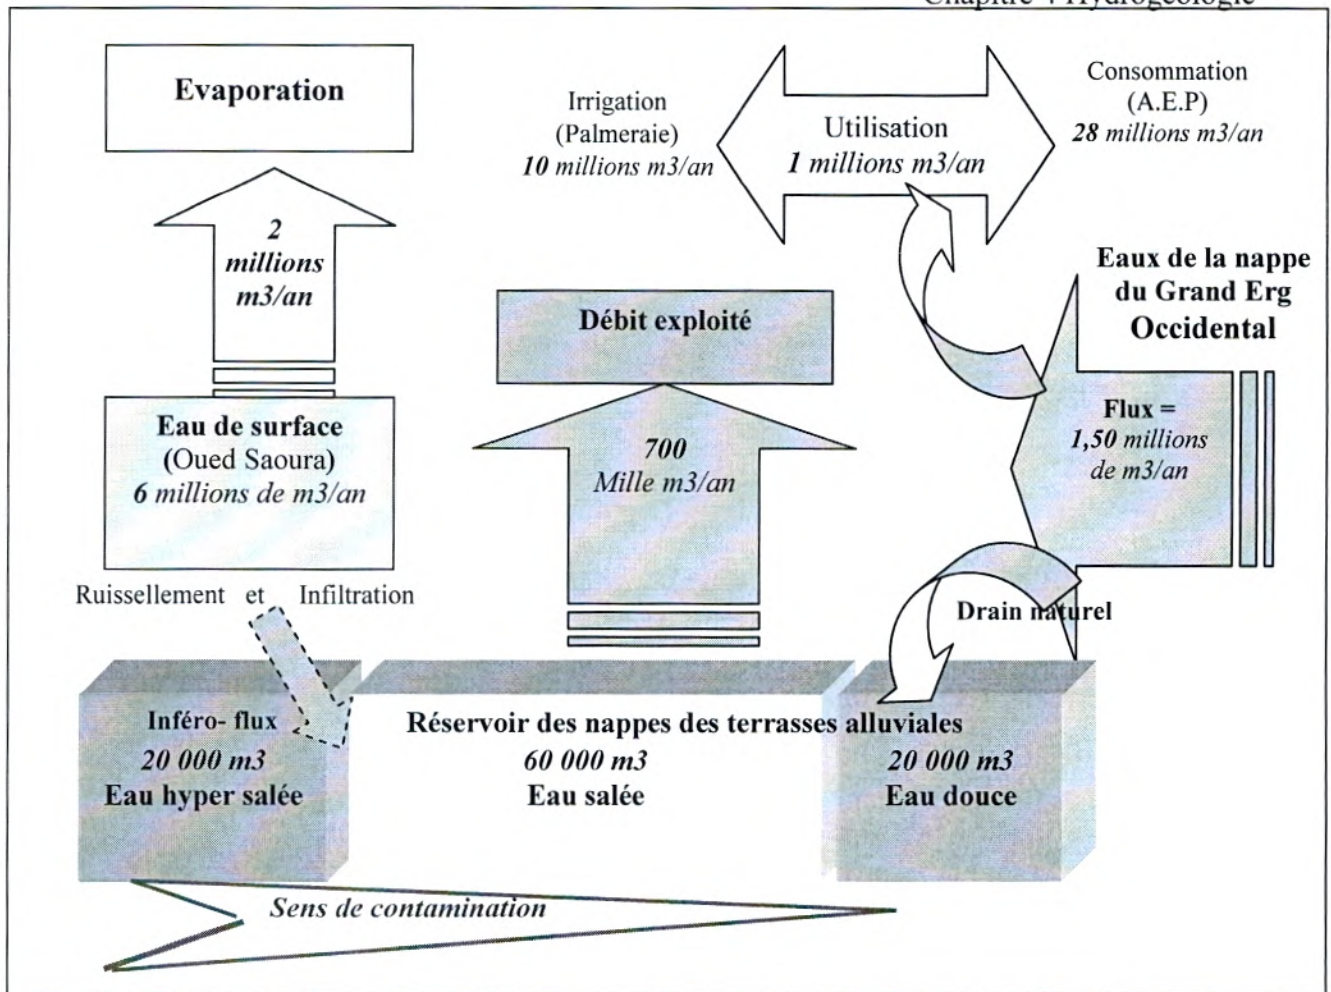 Evaporation
2
millions
m3/an
Eau de surface
(Oued Saoura)
6 millions de m3/an
Ruissellement et Infiltration
Irrigation
(Palmeraie)
10 millions m3/an
Utilisation
1 millions m3/an
Consommation
(A.E.P)
28 millions m3/an
Débit exploité
700
Mille m3/an
Eaux de la nappe
du Grand Erg
Occidental
Flux =
1,50 millions
de m3/an
Drain naturel
Inféro- flux
20 000 m3
Eau hyper salée
Réservoir des nappes des terrasses alluviales
60 000 m3
Eau salée
20 000 m3
Eau douce
Sens de contamination